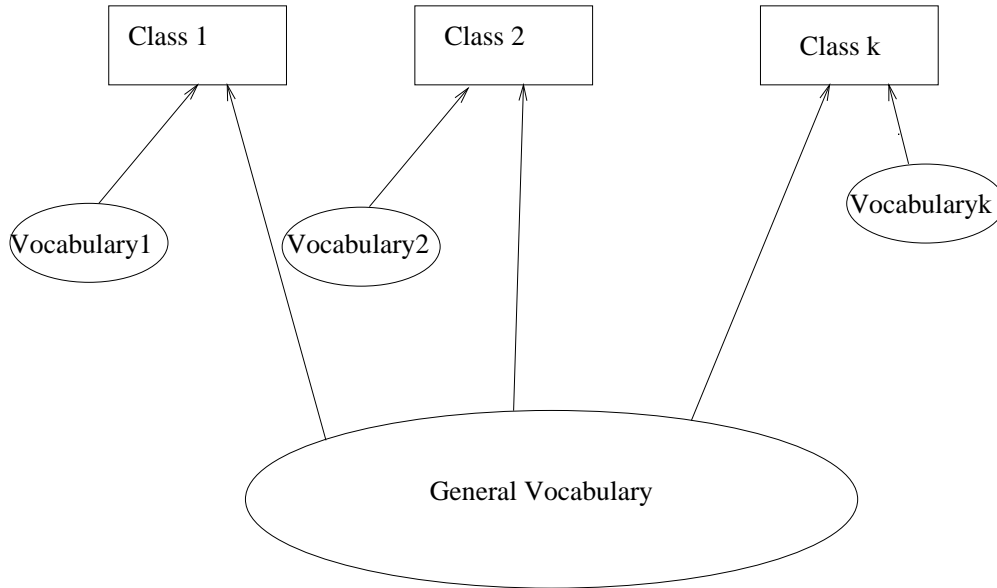 Class 1
Class 2
Class k
Vocabulary1
Vocabulary2
Vocabularyk
General Vocabulary